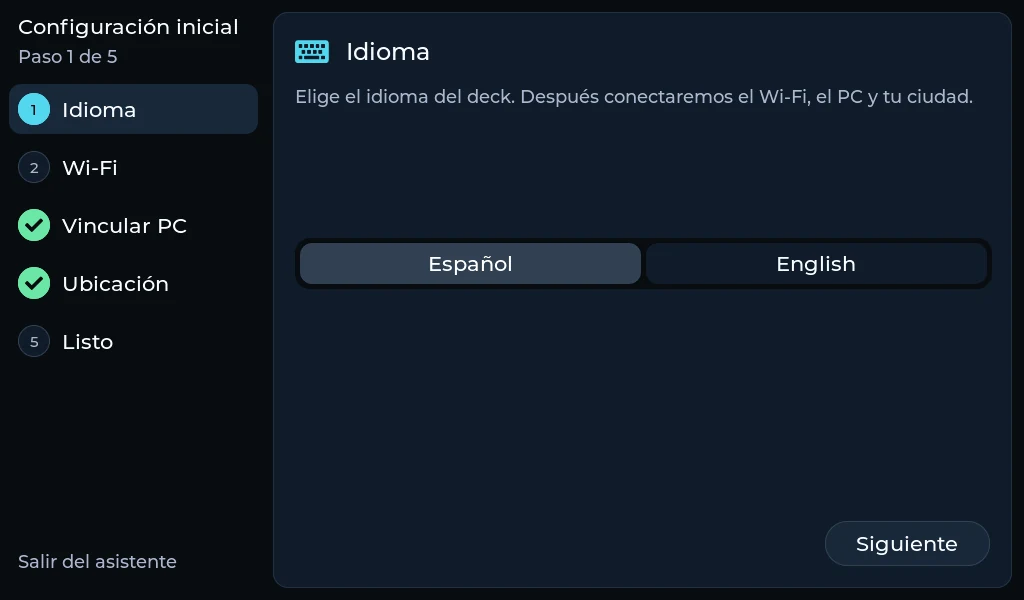 Configuración inicial
Paso 1 de 5
1 Idioma
2 Wi-Fi
Vincular PC
Ubicación
5 Listo
Salir del asistente
Idioma
Elige el idioma del deck. Después conectaremos el Wi-Fi, el PC y tu ciudad.
Español English
Siguiente